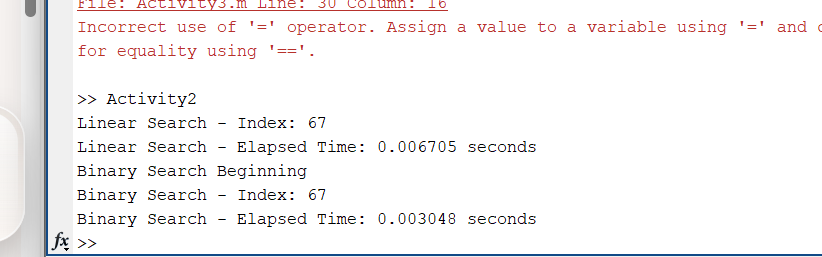 File: Activity3.m Line: 30 Column: 16
Incorrect use of '=' operator. Assign a value to a variable using '=' and
for equality using '=='.
>> Activity2
Linear Search - Index: 67
Linear Search - Elapsed Time: 0.006705 seconds
Binary Search Beginning
Binary Search - Index: 67
Binary Search - Elapsed Time: 0.003048 seconds
fx >>